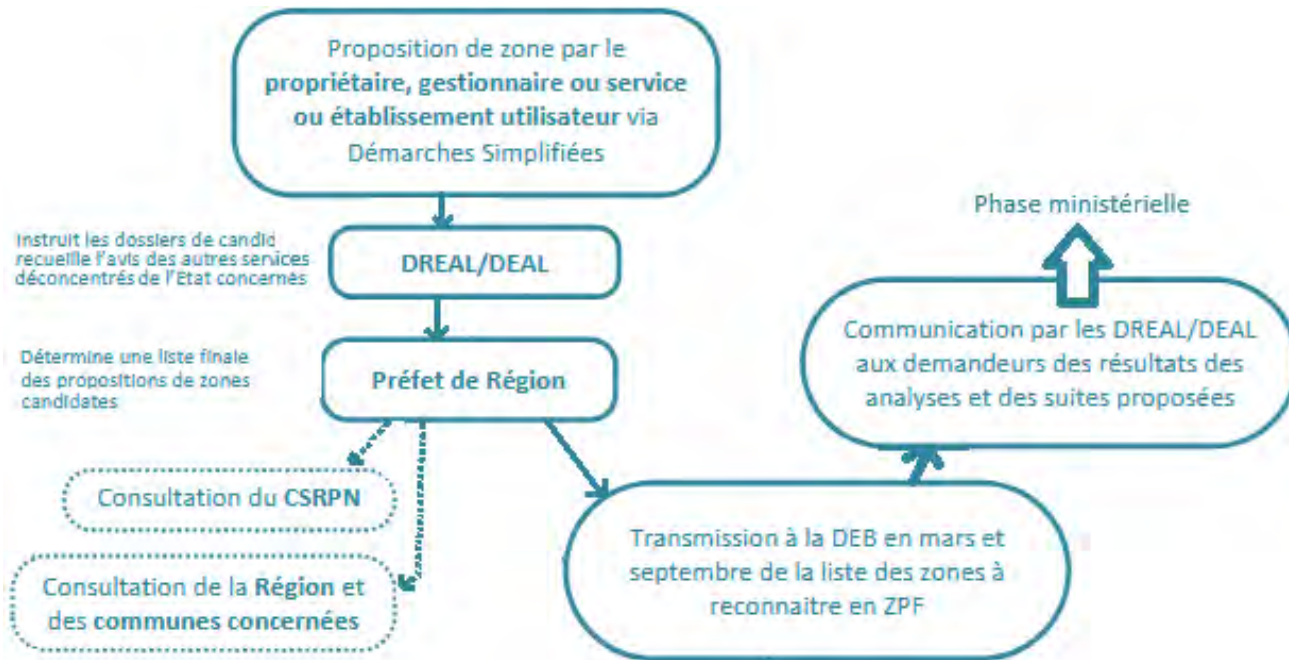 Proposition de zone par le
propriétaire, gestionnaire ou service
ou établissement utilisateur via
Démarches Simplifiées
Instruit les dossiers de candid
recueille l'avis des autres services
déconcentrés de l'Etat concernés
DREAL/DEAL
Détermine une liste finale
des propositions de zones
candidates
Préfet de Région
Consultation du CSRPN
Consultation de la Région et
des communes concernées
Transmission à la DEB en mars et
septembre de la liste des zones à
reconnaitre en ZPF
Communication par les DREAL/DEAL
aux demandeurs des résultats des
analyses et des suites proposées
Phase ministérielle